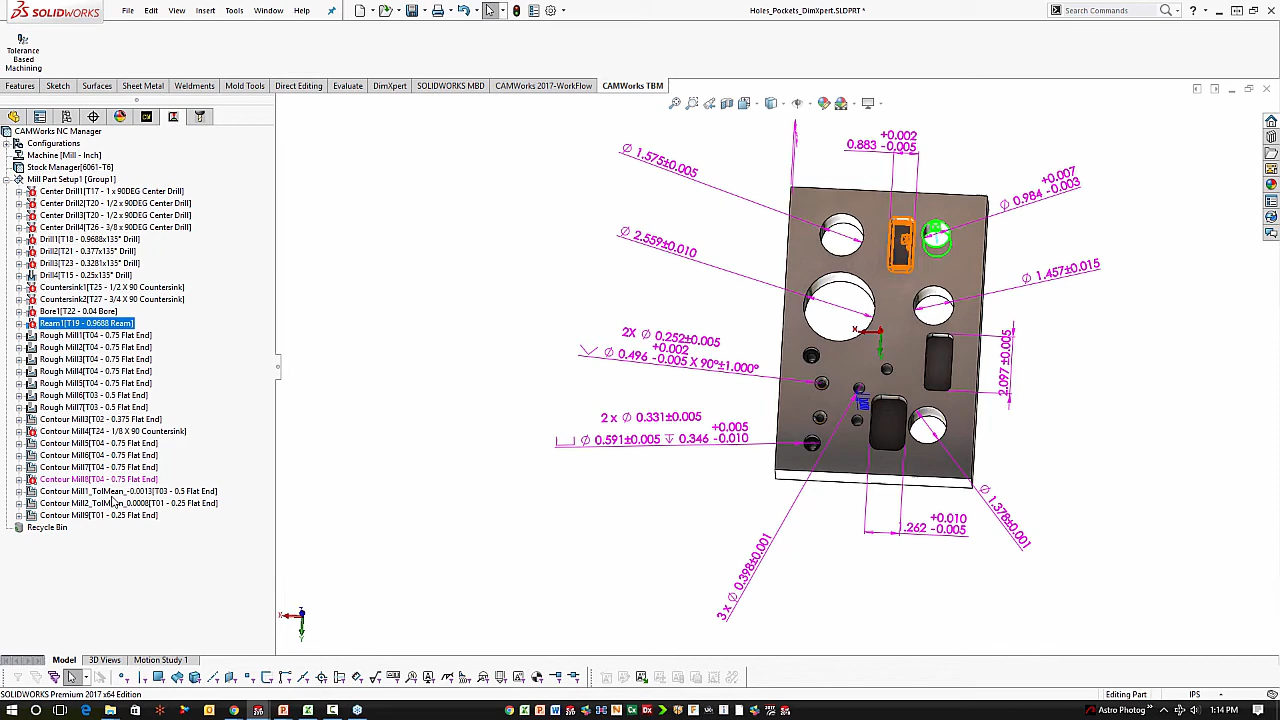 SOLIDWORKS
File Edit View Insert Tools Window Help
Holes_Pockets_DimXpert.SLDPRT *
Search Commands
Tolerance
Based
Machining
Features Sketch Surfaces Sheet Metal Weldments Mold Tools Direct Editing Evaluate DimXpert SOLIDWORKS MBD CAMWorks 2017-WorkFlow CAMWorks TBM
CAMWorks NC Manager
Configurations
Machine [Mill - Inch]
Stock Manager[6061-T6]
Mill Part Setup1 [Group1]
Center Drill1[T17 - 1 x 90DEG Center Drill]
Center Drill2[T20 - 1/2 x 90DEG Center Drill]
Center Drill3[T20 - 1/2 x 90DEG Center Drill]
Center Drill4[T26 - 3/8 x 90DEG Center Drill]
Drill1[T18 - 0.9688x135° Drill]
Drill2[T21 - 0.377x135° Drill]
Drill3[T23 - 0.3281x135° Drill]
Drill4[T15 - 0.25x135° Drill]
Countersink1[T25 - 1/2 X 90 Countersink]
Countersink2[T27 - 3/4 X 90 Countersink]
Bore1[T22 - 0.04 Bore]
Ream1[T19 - 0.9688 Ream]
Rough Mill1[T04 - 0.75 Flat End]
Rough Mill2[T04 - 0.75 Flat End]
Rough Mill3[T04 - 0.75 Flat End]
Rough Mill4[T04 - 0.75 Flat End]
Rough Mill5[T04 - 0.75 Flat End]
Rough Mill6[T03 - 0.5 Flat End]
Rough Mill7[T03 - 0.5 Flat End]
Contour Mill3[T02 - 0.375 Flat End]
Contour Mill4[T24 - 1/8 X 90 Countersink]
Contour Mill5[T04 - 0.75 Flat End]
Contour Mill6[T04 - 0.75 Flat End]
Contour Mill7[T04 - 0.75 Flat End]
Contour Mill8[T04 - 0.75 Flat End]
Contour Mill1_TolMean_-0.0013[T03 - 0.5 Flat End]
Contour Mill2_TolMean_0.0008[T01 - 0.25 Flat End]
Contour Mill9[T01 - 0.25 Flat End]
Recycle Bin
Ø 1.575±0.005
+0.002
0.883 -0.005
+0.007
Ø 0.984 -0.003
Ø 2.559±0.010
Ø 1.457±0.015
2X Ø 0.252±0.005
+0.002
Ø 0.496 -0.005 X 90°±1.000°
2.097 ±0.005
2 x Ø 0.331±0.005
+0.005
Ø 0.591±0.005 ↧ 0.346 -0.010
+0.010
1.262 -0.005
Ø 1.378±0.001
3 x Ø 0.398±0.001
X
Z
X
Y
Model 3D Views Motion Study 1
SOLIDWORKS Premium 2017 x64 Edition
Editing Part IPS
Astro Photog 1:14 PM